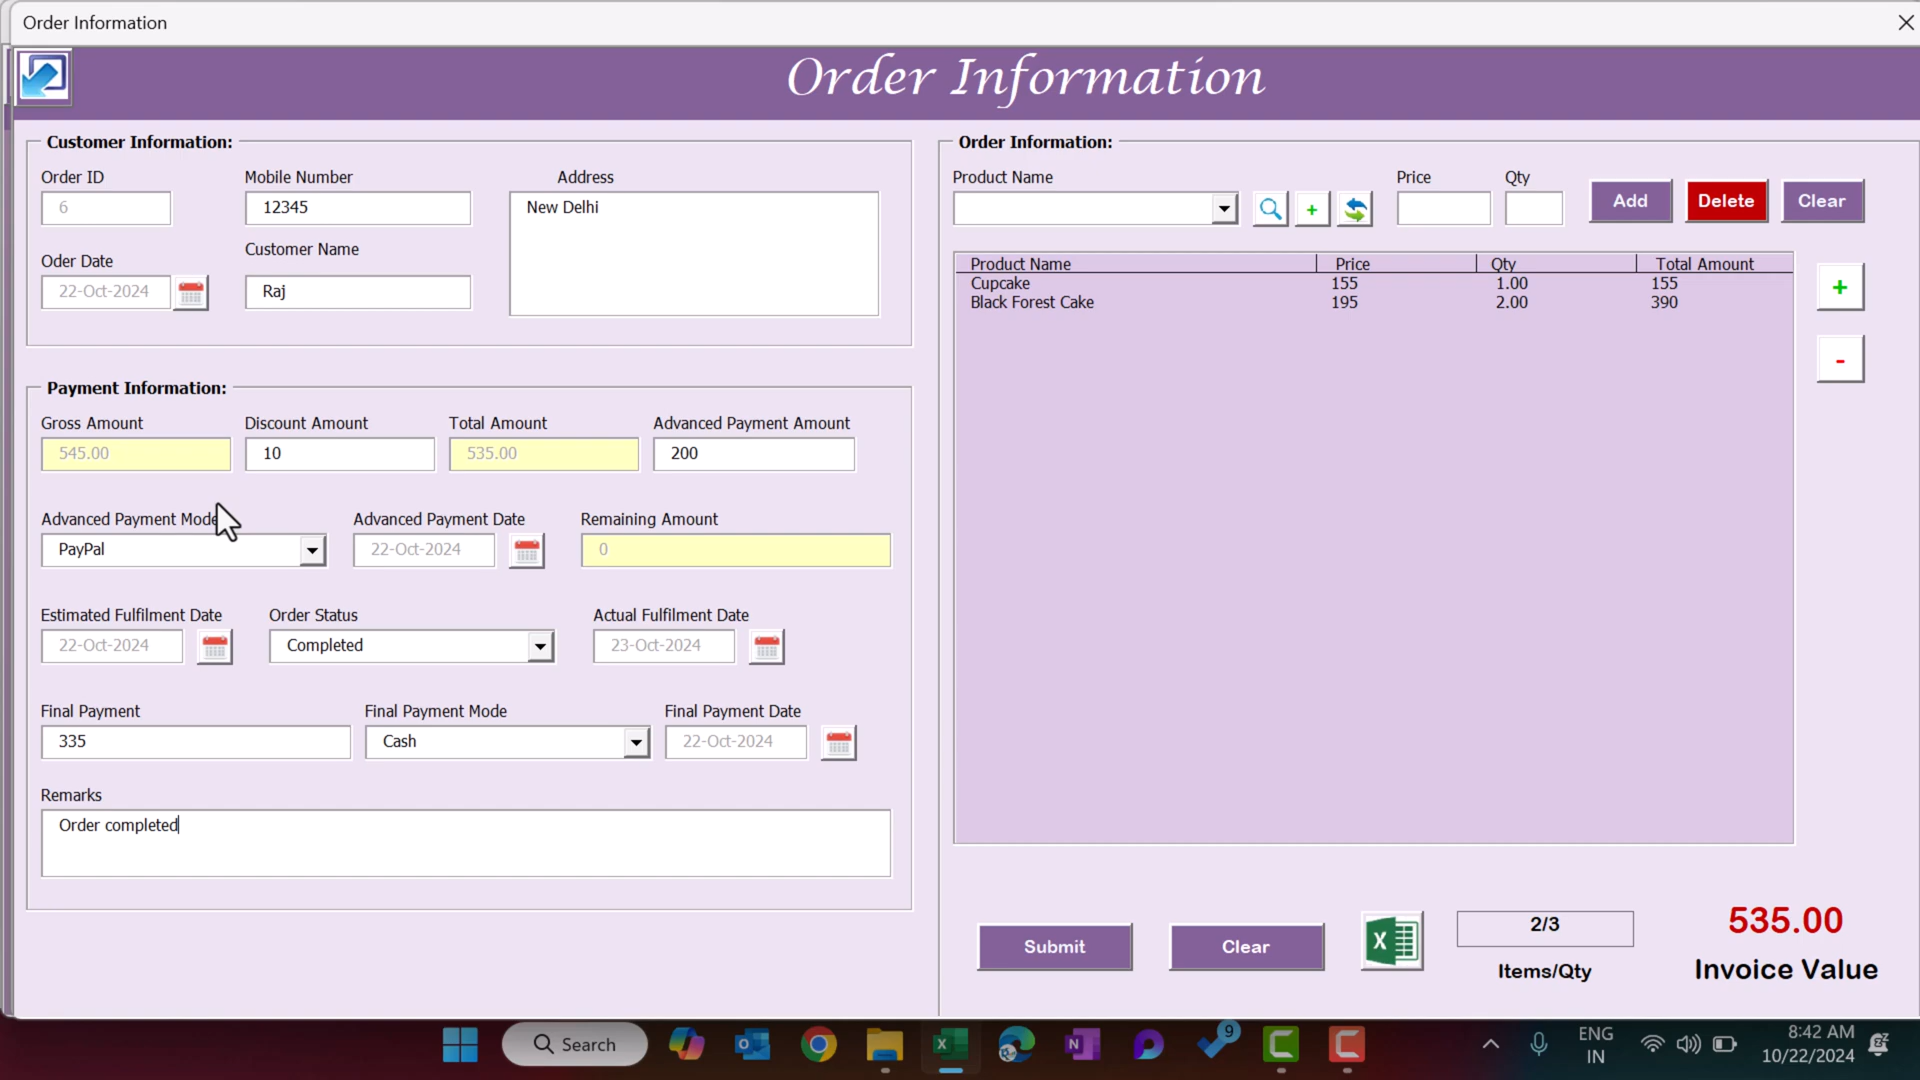 Order Information
Order Information
Customer Information:
Order ID
Mobile Number
Address
6
12345
New Delhi
Oder Date
Customer Name
22-Oct-2024
Raj
Payment Information:
Gross Amount
Discount Amount
Total Amount
Advanced Payment Amount
545.00
10
535.00
200
Advanced Payment Mode
Advanced Payment Date
Remaining Amount
PayPal
22-Oct-2024
0
Estimated Fulfilment Date
Order Status
Actual Fulfilment Date
22-Oct-2024
Completed
23-Oct-2024
Final Payment
Final Payment Mode
Final Payment Date
335
Cash
22-Oct-2024
Remarks
Order completed
Order Information:
Product Name
Price
Qty
+
Add
Delete
Clear
Product Name Price Qty Total Amount
Cupcake 155 1.00 155
Black Forest Cake 195 2.00 390
+
-
Submit
Clear
2/3
Items/Qty
535.00
Invoice Value
Search
9
ENG
IN
8:42 AM
10/22/2024